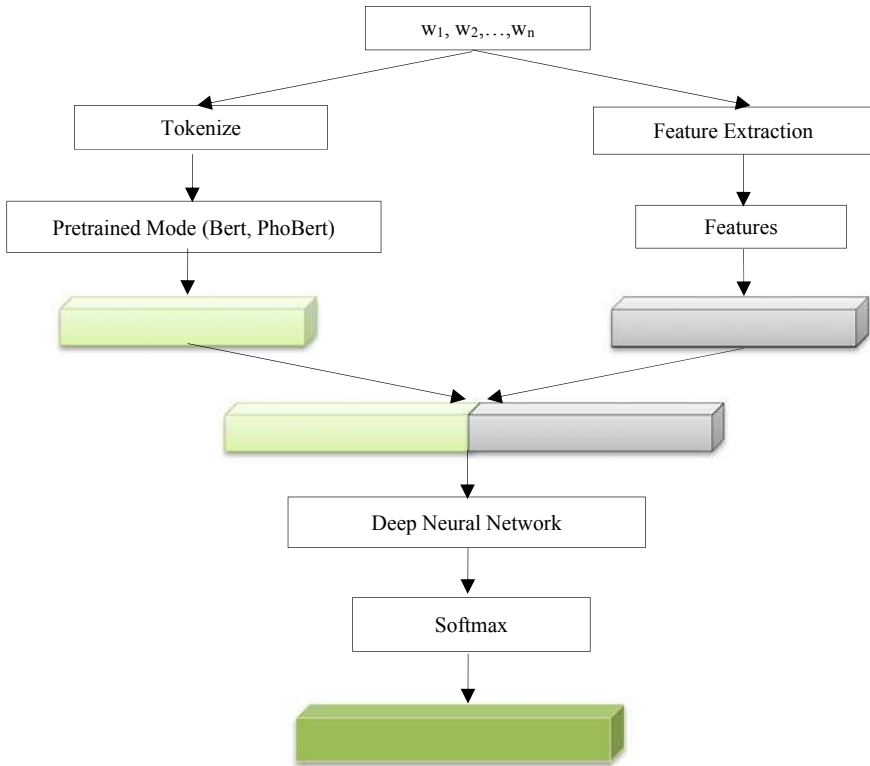 w₁, w₂,…,wₙ
Tokenize
Feature Extraction
Pretrained Mode (Bert, PhoBert)
Features
Deep Neural Network
Softmax